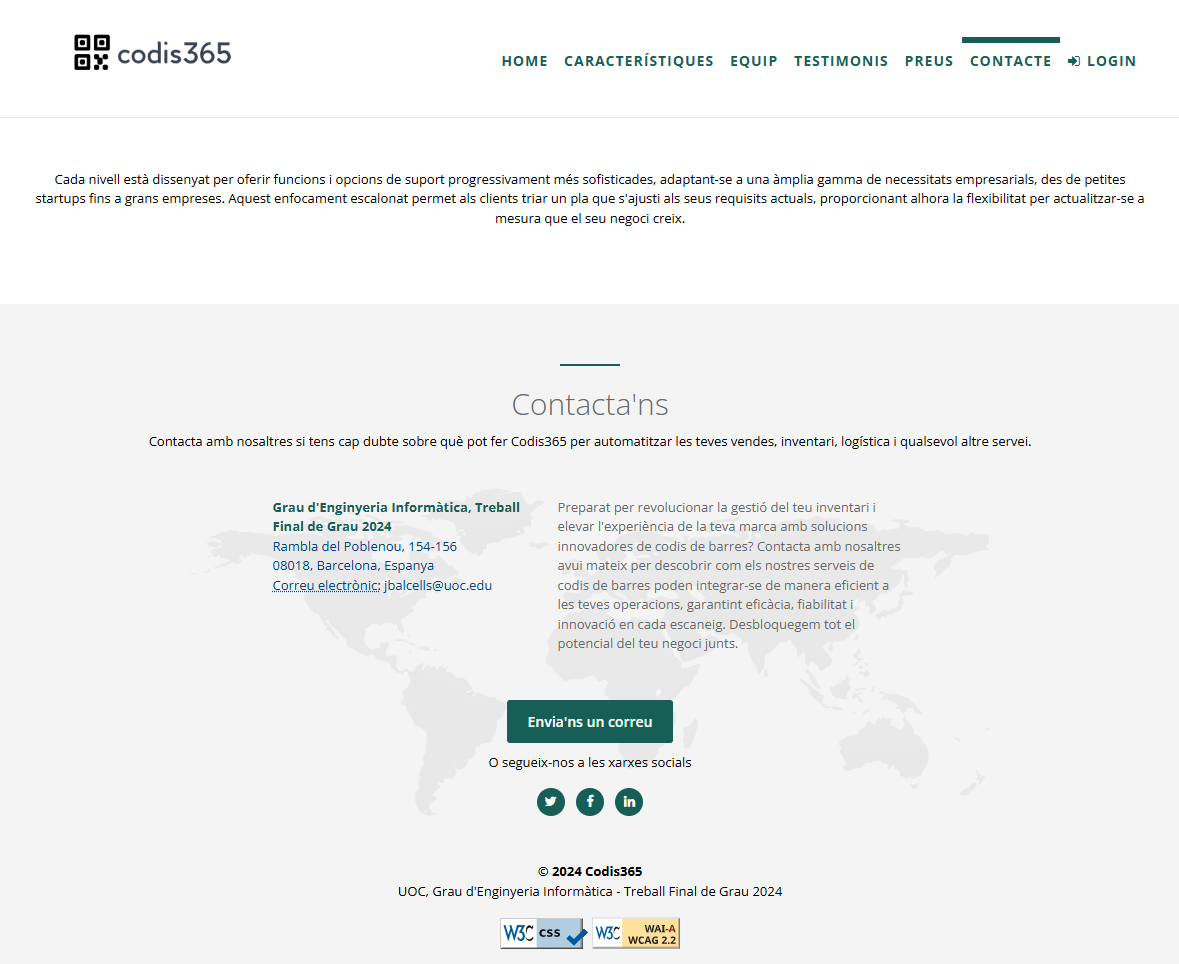 codis365
HOME CARACTERÍSTIQUES EQUIP TESTIMONIS PREUS CONTACTE LOGIN
Cada nivell està dissenyat per oferir funcions i opcions de suport progressivament més sofisticades, adaptant-se a una àmplia gamma de necessitats empresarials, des de petites
startups fins a grans empreses. Aquest enfocament escalonat permet als clients triar un pla que s'ajusti als seus requisits actuals, proporcionant alhora la flexibilitat per actualitzar-se a
mesura que el seu negoci creix.
Contacta'ns
Contacta amb nosaltres si tens cap dubte sobre què pot fer Codis365 per automatitzar les teves vendes, inventari, logística i qualsevol altre servei.
Grau d'Enginyeria Informàtica, Treball
Final de Grau 2024
Rambla del Poblenou, 154-156
08018, Barcelona, Espanya
Correu electrònic: jbalcells@uoc.edu
Preparat per revolucionar la gestió del teu inventari i
elevar l'experiència de la teva marca amb solucions
innovadores de codis de barres? Contacta amb nosaltres
avui mateix per descobrir com els nostres serveis de
codis de barres poden integrar-se de manera eficient a
les teves operacions, garantint eficàcia, fiabilitat i
innovació en cada escaneig. Desbloquegem tot el
potencial del teu negoci junts.
Envia'ns un correu
O segueix-nos a les xarxes socials
© 2024 Codis365
UOC, Grau d'Enginyeria Informàtica - Treball Final de Grau 2024
W3C css
W3C WAI-A
WCAG 2.2